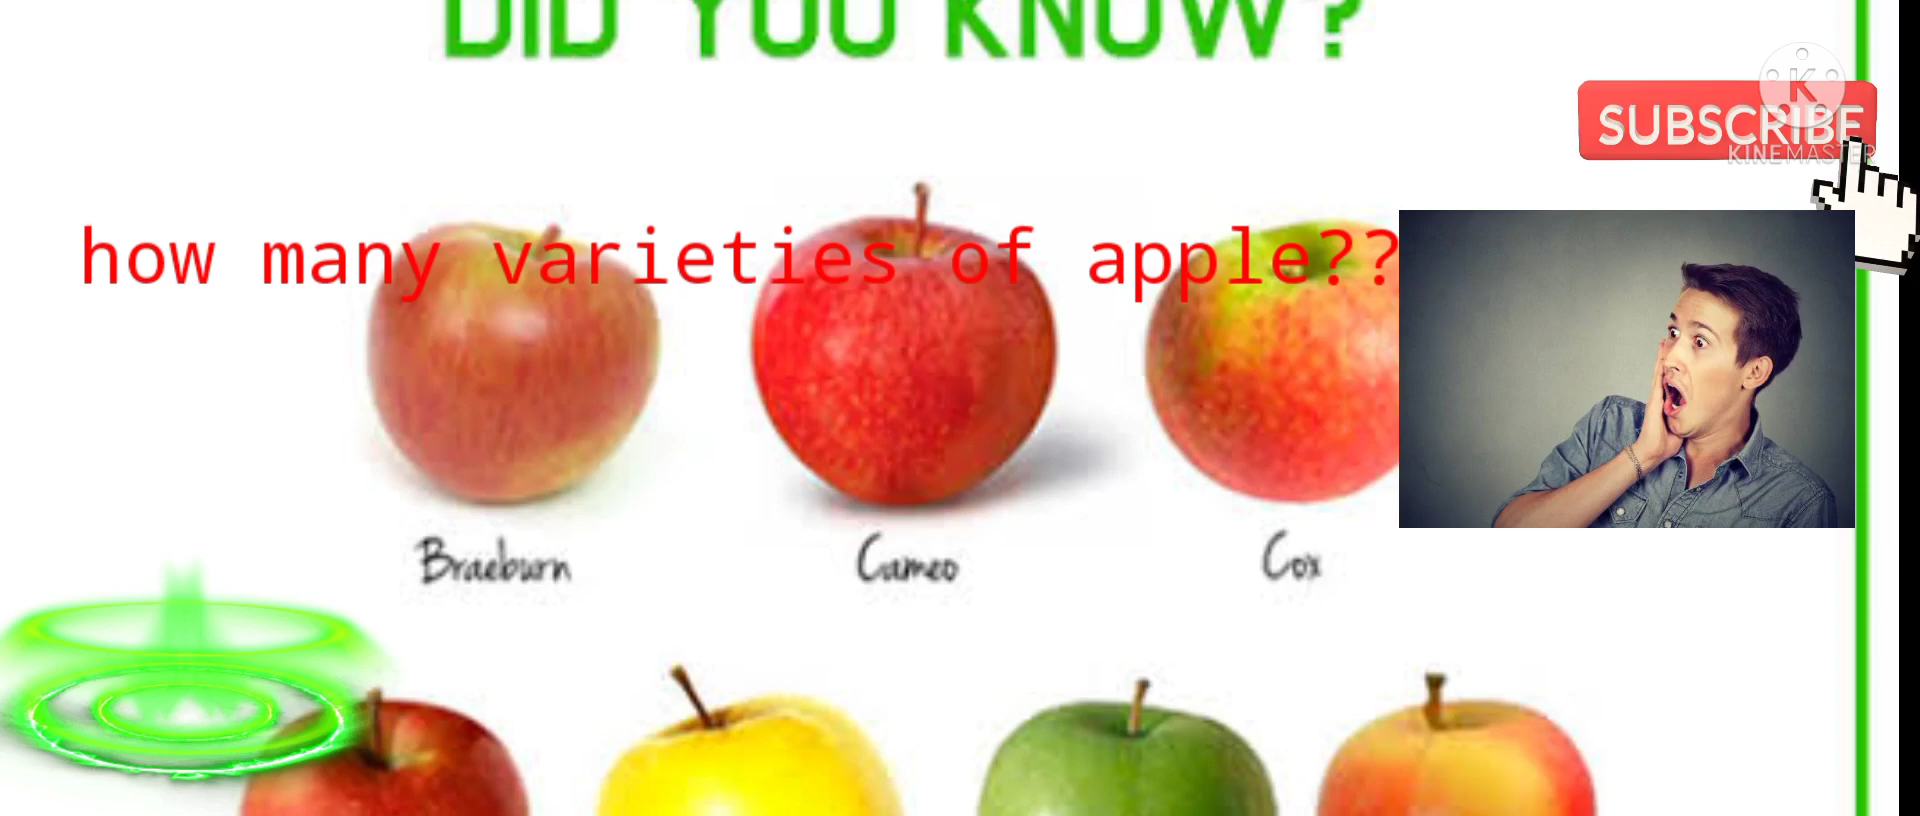 DID YOU KNOW?
SUBSCRIBE
KINEMASTER
how many varieties of apple??
Braeburn
Cameo
Cox